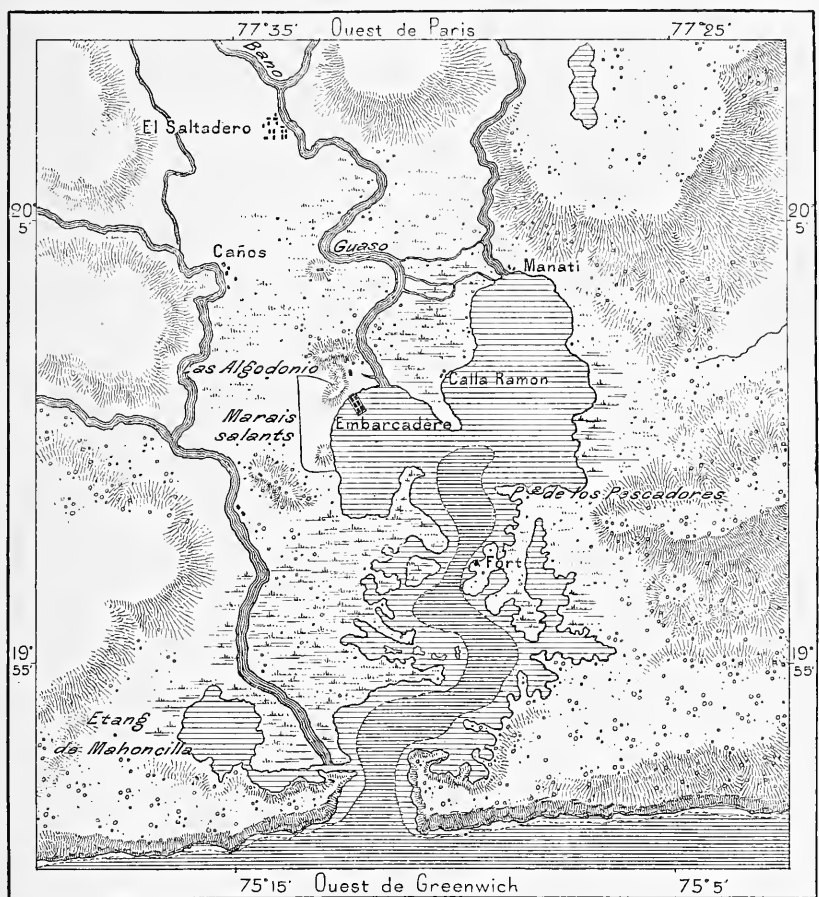 77°35' Ouest de Paris 77°25'
Bano
El Saltadero
20°
5'
20°
5'
Guaso
Caños
Manati
Las Algodonio
Calla Ramon
Marais
salants
Embarcadère
Pta de los Pescadores
Fort
19°
55'
19°
55'
Etang
de Mahoncilla
75°15' Ouest de Greenwich 75°5'